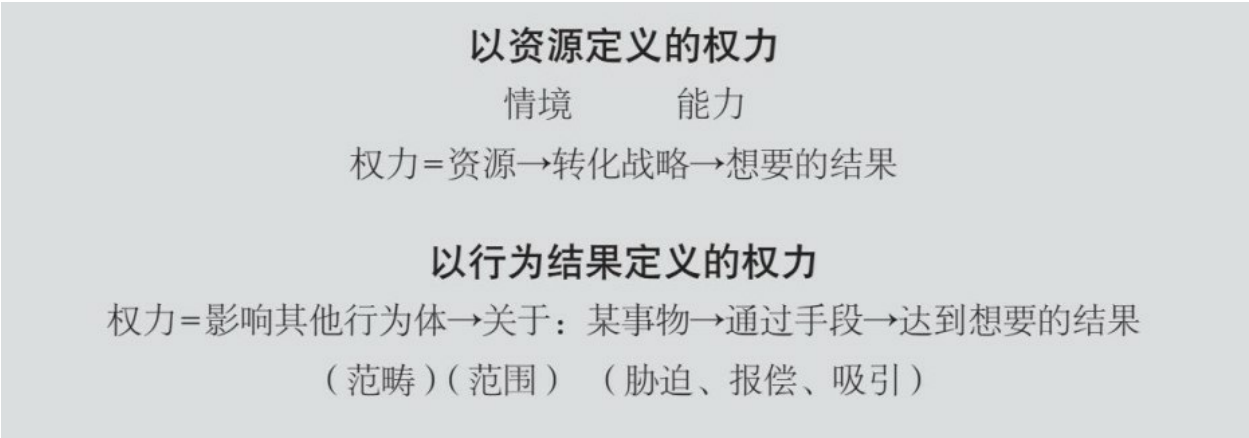 以资源定义的权力
情境 能力
权力=资源→转化战略→想要的结果
以行为结果定义的权力
权力=影响其他行为体→关于：某事物→通过手段→达到想要的结果
（范畴）（范围） （胁迫、报偿、吸引）